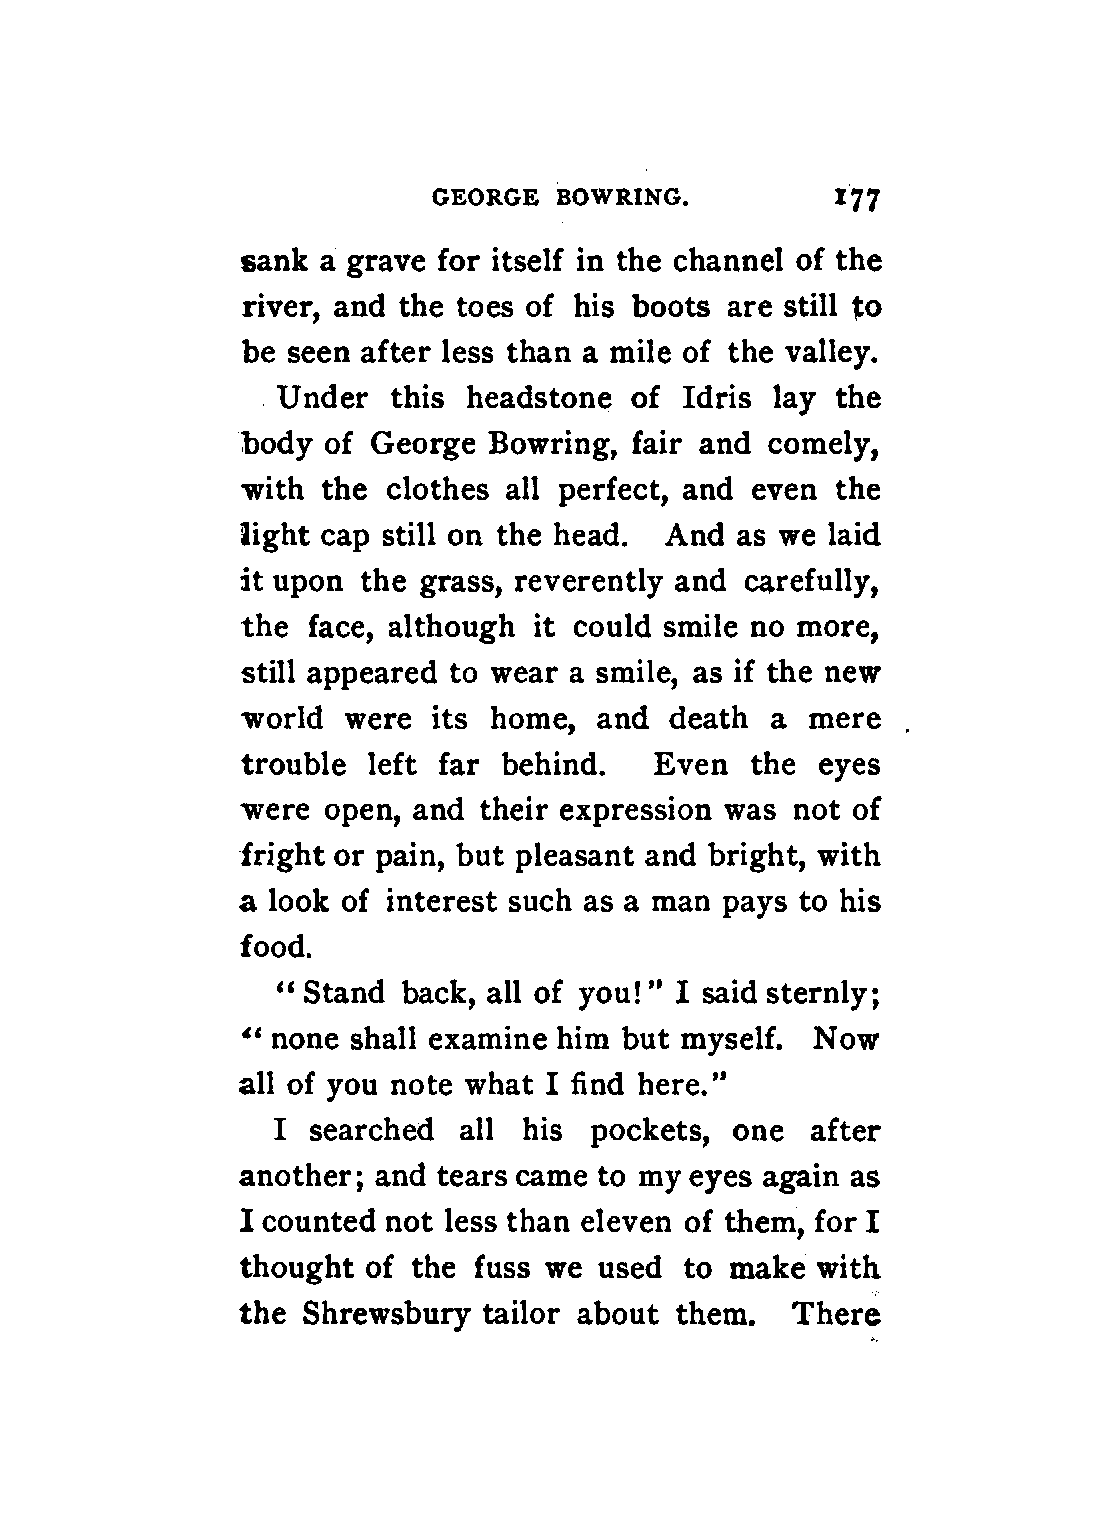 GEORGE BOWRING. 177
sank a grave for itself in the channel of the
river, and the toes of his boots are still to
be seen after less than a mile of the valley.
Under this headstone of Idris lay the
body of George Bowring, fair and comely,
with the clothes all perfect, and even the
light cap still on the head. And as we laid
it upon the grass, reverently and carefully,
the face, although it could smile no more,
still appeared to wear a smile, as if the new
world were its home, and death a mere
trouble left far behind. Even the eyes
were open, and their expression was not of
fright or pain, but pleasant and bright, with
a look of interest such as a man pays to his
food.
“Stand back, all of you!” I said sternly;
“none shall examine him but myself. Now
all of you note what I find here.”
I searched all his pockets, one after
another; and tears came to my eyes again as
I counted not less than eleven of them, for I
thought of the fuss we used to make with
the Shrewsbury tailor about them. There